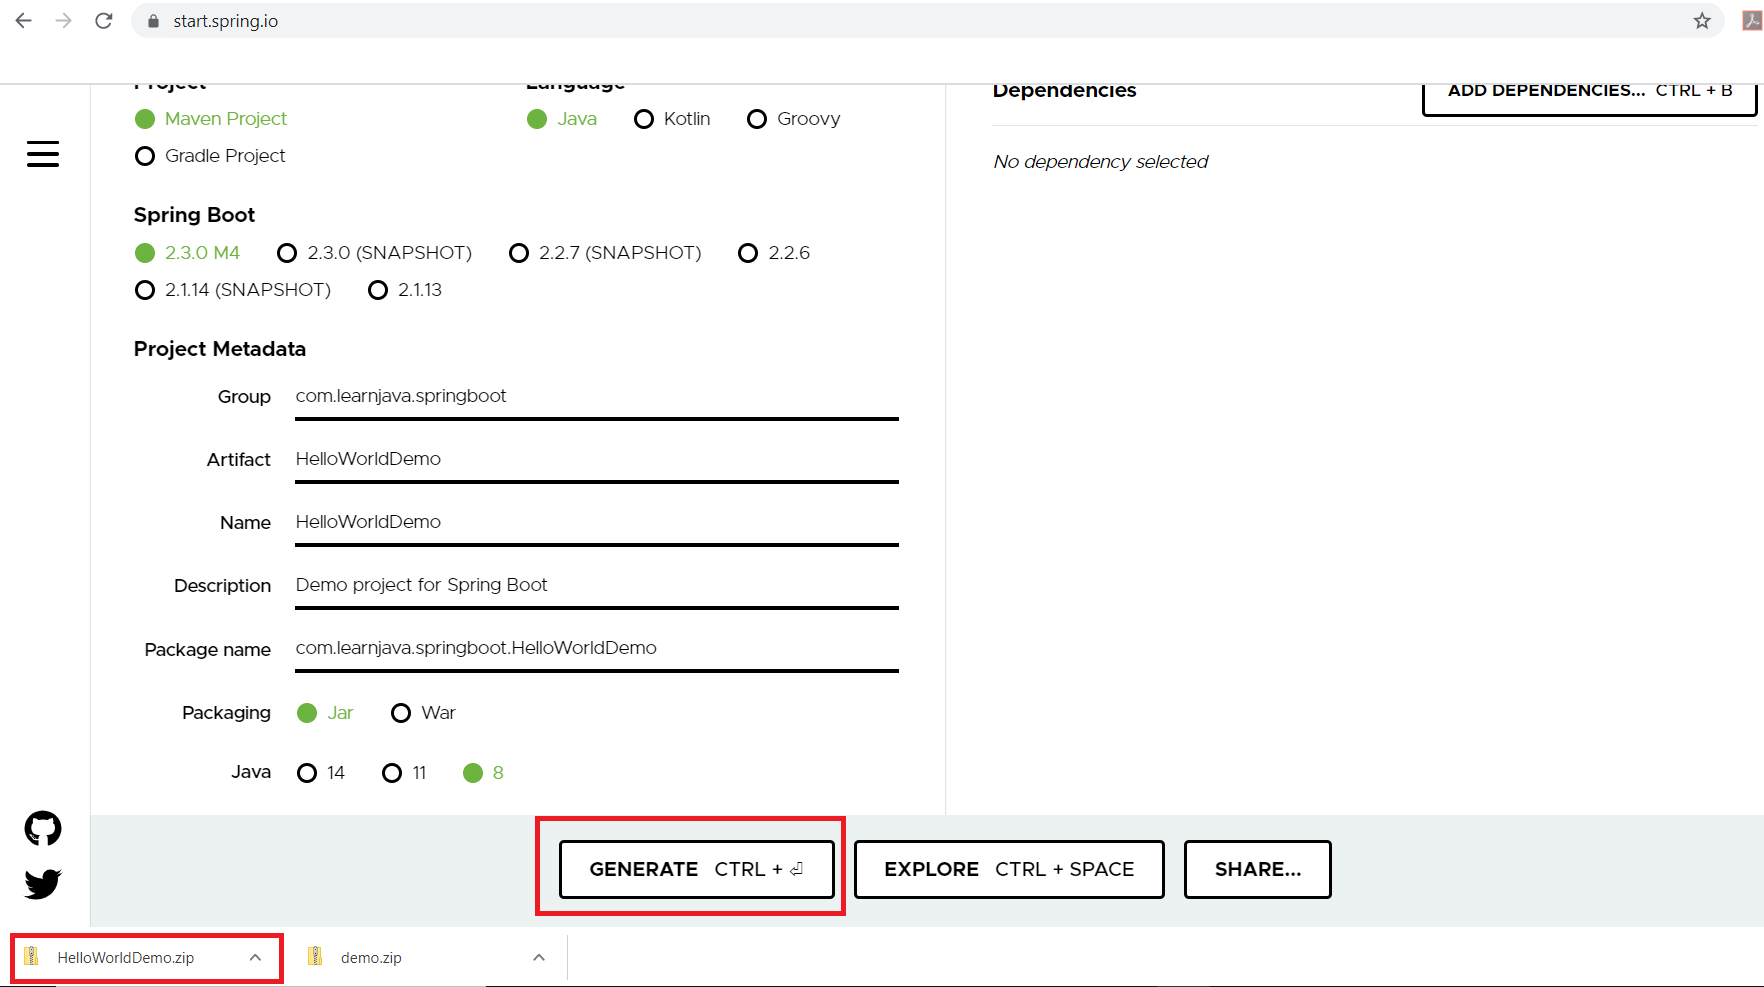 start.spring.io
Project
Language
Dependencies
ADD DEPENDENCIES... CTRL + B
Maven Project
Java
Kotlin
Groovy
Gradle Project
No dependency selected
Spring Boot
2.3.0 M4
2.3.0 (SNAPSHOT)
2.2.7 (SNAPSHOT)
2.2.6
2.1.14 (SNAPSHOT)
2.1.13
Project Metadata
Group
com.learnjava.springboot
Artifact
HelloWorldDemo
Name
HelloWorldDemo
Description
Demo project for Spring Boot
Package name
com.learnjava.springboot.HelloWorldDemo
Packaging
Jar
War
Java
14
11
8
GENERATE CTRL + ⏎
EXPLORE CTRL + SPACE
SHARE...
HelloWorldDemo.zip
demo.zip